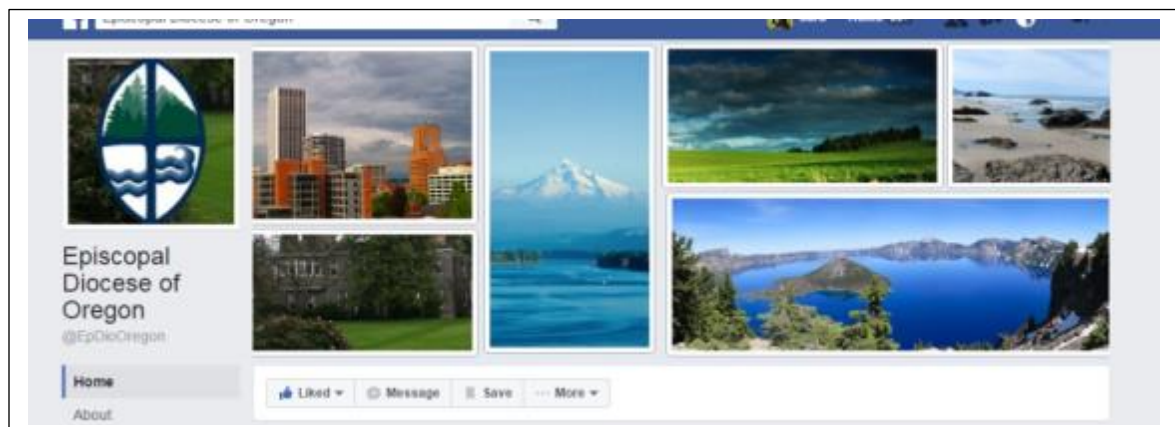 Episcopal Diocese of Oregon
Episcopal
Diocese of
Oregon
@EpDioOregon
Home
About
Liked
Message
Save
More